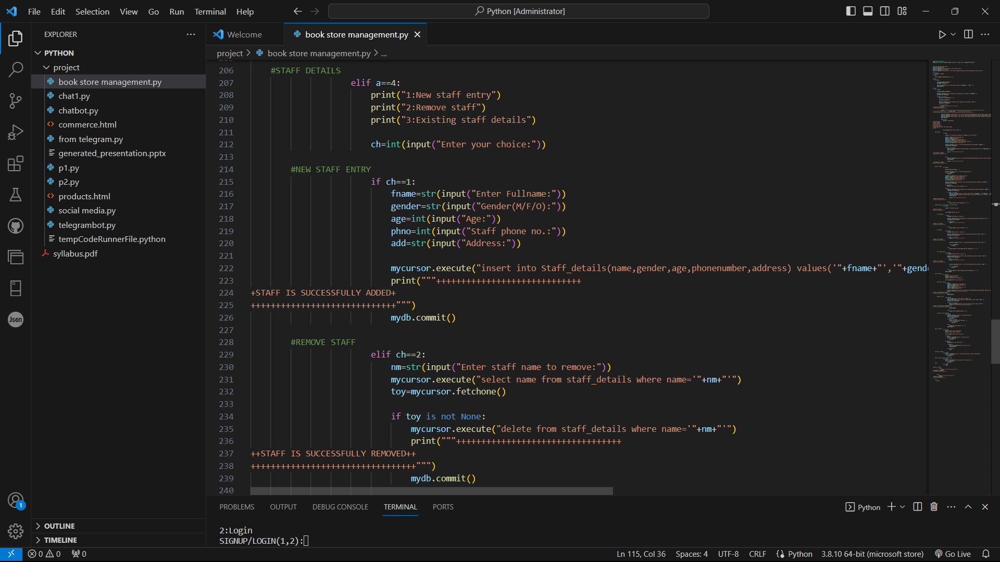 File Edit Selection View Go Run Terminal Help
Python [Administrator]
EXPLORER
PYTHON
project
book store management.py
chat1.py
chatbot.py
commerce.html
from telegram.py
generated_presentation.pptx
p1.py
p2.py
products.html
social media.py
telegrambot.py
tempCodeRunnerFile.python
syllabus.pdf
Json
1
OUTLINE
TIMELINE
Welcome
book store management.py
project > book store management.py > ...
206 #STAFF DETAILS
207 elif a==4:
208 print("1:New staff entry")
209 print("2:Remove staff")
210 print("3:Existing staff details")
211
212 ch=int(input("Enter your choice:"))
213
214 #NEW STAFF ENTRY
215 if ch==1:
216 fname=str(input("Enter Fullname:"))
217 gender=str(input("Gender(M/F/O):"))
218 age=int(input("Age:"))
219 phno=int(input("Staff phone no.:"))
220 add=str(input("Address:"))
221
222 mycursor.execute("insert into Staff_details(name,gender,age,phonenumber,address) values('"+fname+"','"+gend
223 print("""+++++++++++++++++++++++++++++
224 +STAFF IS SUCCESSFULLY ADDED+
225 +++++++++++++++++++++++++++++""")
226 mydb.commit()
227
228 #REMOVE STAFF
229 elif ch==2:
230 nm=str(input("Enter staff name to remove:"))
231 mycursor.execute("select name from staff_details where name='"+nm+"'")
232 toy=mycursor.fetchone()
233
234 if toy is not None:
235 mycursor.execute("delete from staff_details where name='"+nm+"'")
236 print("""+++++++++++++++++++++++++++++++++
237 ++STAFF IS SUCCESSFULLY REMOVED++
238 +++++++++++++++++++++++++++++++++""")
239 mydb.commit()
240
PROBLEMS OUTPUT DEBUG CONSOLE TERMINAL PORTS
Python
2:Login
SIGNUP/LOGIN(1,2):
0 0 0
Ln 115, Col 36 Spaces: 4 UTF-8 CRLF Python 3.8.10 64-bit (microsoft store) Go Live